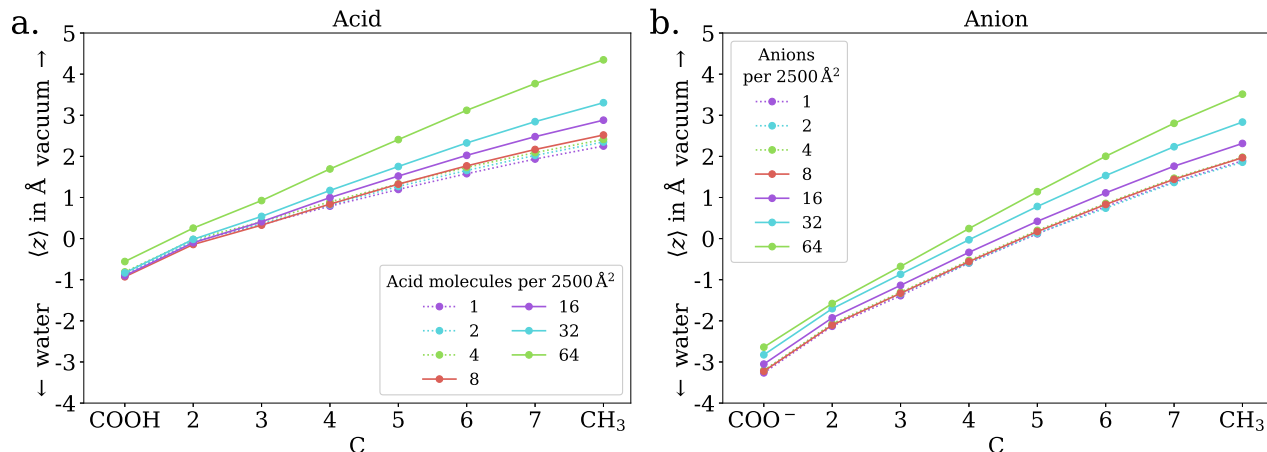 a.
Acid
⟨z⟩ in Å vacuum →
← water
5
4
3
2
1
0
-1
-2
-3
-4
COOH 2 3 4 5 6 7 CH₃
C
Acid molecules per 2500 Å²
1
2
4
8
16
32
64
b.
Anion
⟨z⟩ in Å vacuum →
← water
5
4
3
2
1
0
-1
-2
-3
-4
COO⁻ 2 3 4 5 6 7 CH₃
C
Anions
per 2500 Å²
1
2
4
8
16
32
64